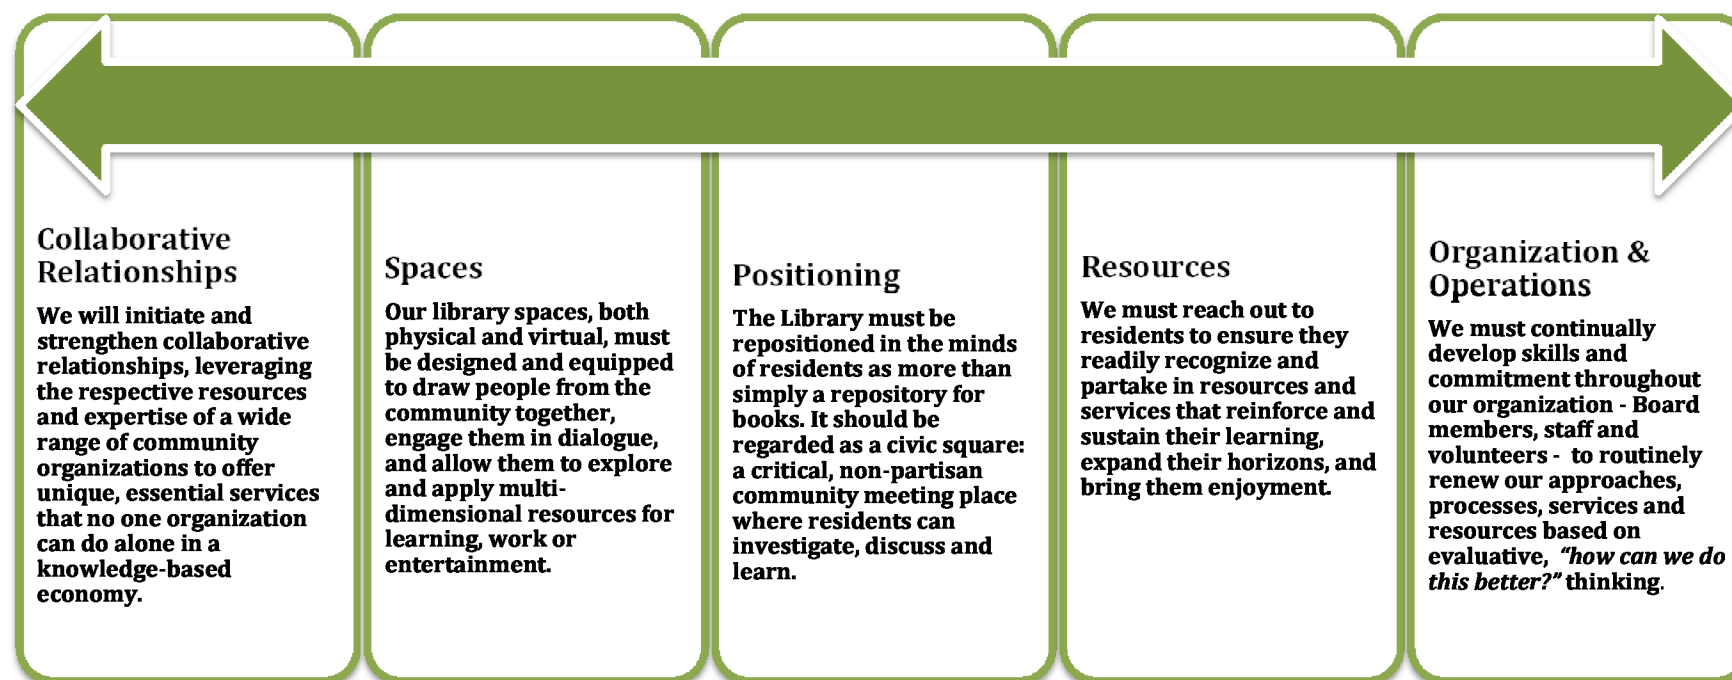 Collaborative
Relationships
We will initiate and
strengthen collaborative
relationships, leveraging
the respective resources
and expertise of a wide
range of community
organizations to offer
unique, essential services
that no one organization
can do alone in a
knowledge-based
economy.
Spaces
Our library spaces, both
physical and virtual, must
be designed and equipped
to draw people from the
community together,
engage them in dialogue,
and allow them to explore
and apply multi-
dimensional resources for
learning, work or
entertainment.
Positioning
The Library must be
repositioned in the minds
of residents as more than
simply a repository for
books. It should be
regarded as a civic square:
a critical, non-partisan
community meeting place
where residents can
investigate, discuss and
learn.
Resources
We must reach out to
residents to ensure they
readily recognize and
partake in resources and
services that reinforce and
sustain their learning,
expand their horizons, and
bring them enjoyment.
Organization &
Operations
We must continually
develop skills and
commitment throughout
our organization - Board
members, staff and
volunteers -  to routinely
renew our approaches,
processes, services and
resources based on
evaluative,  “how can we do
this better?” thinking.